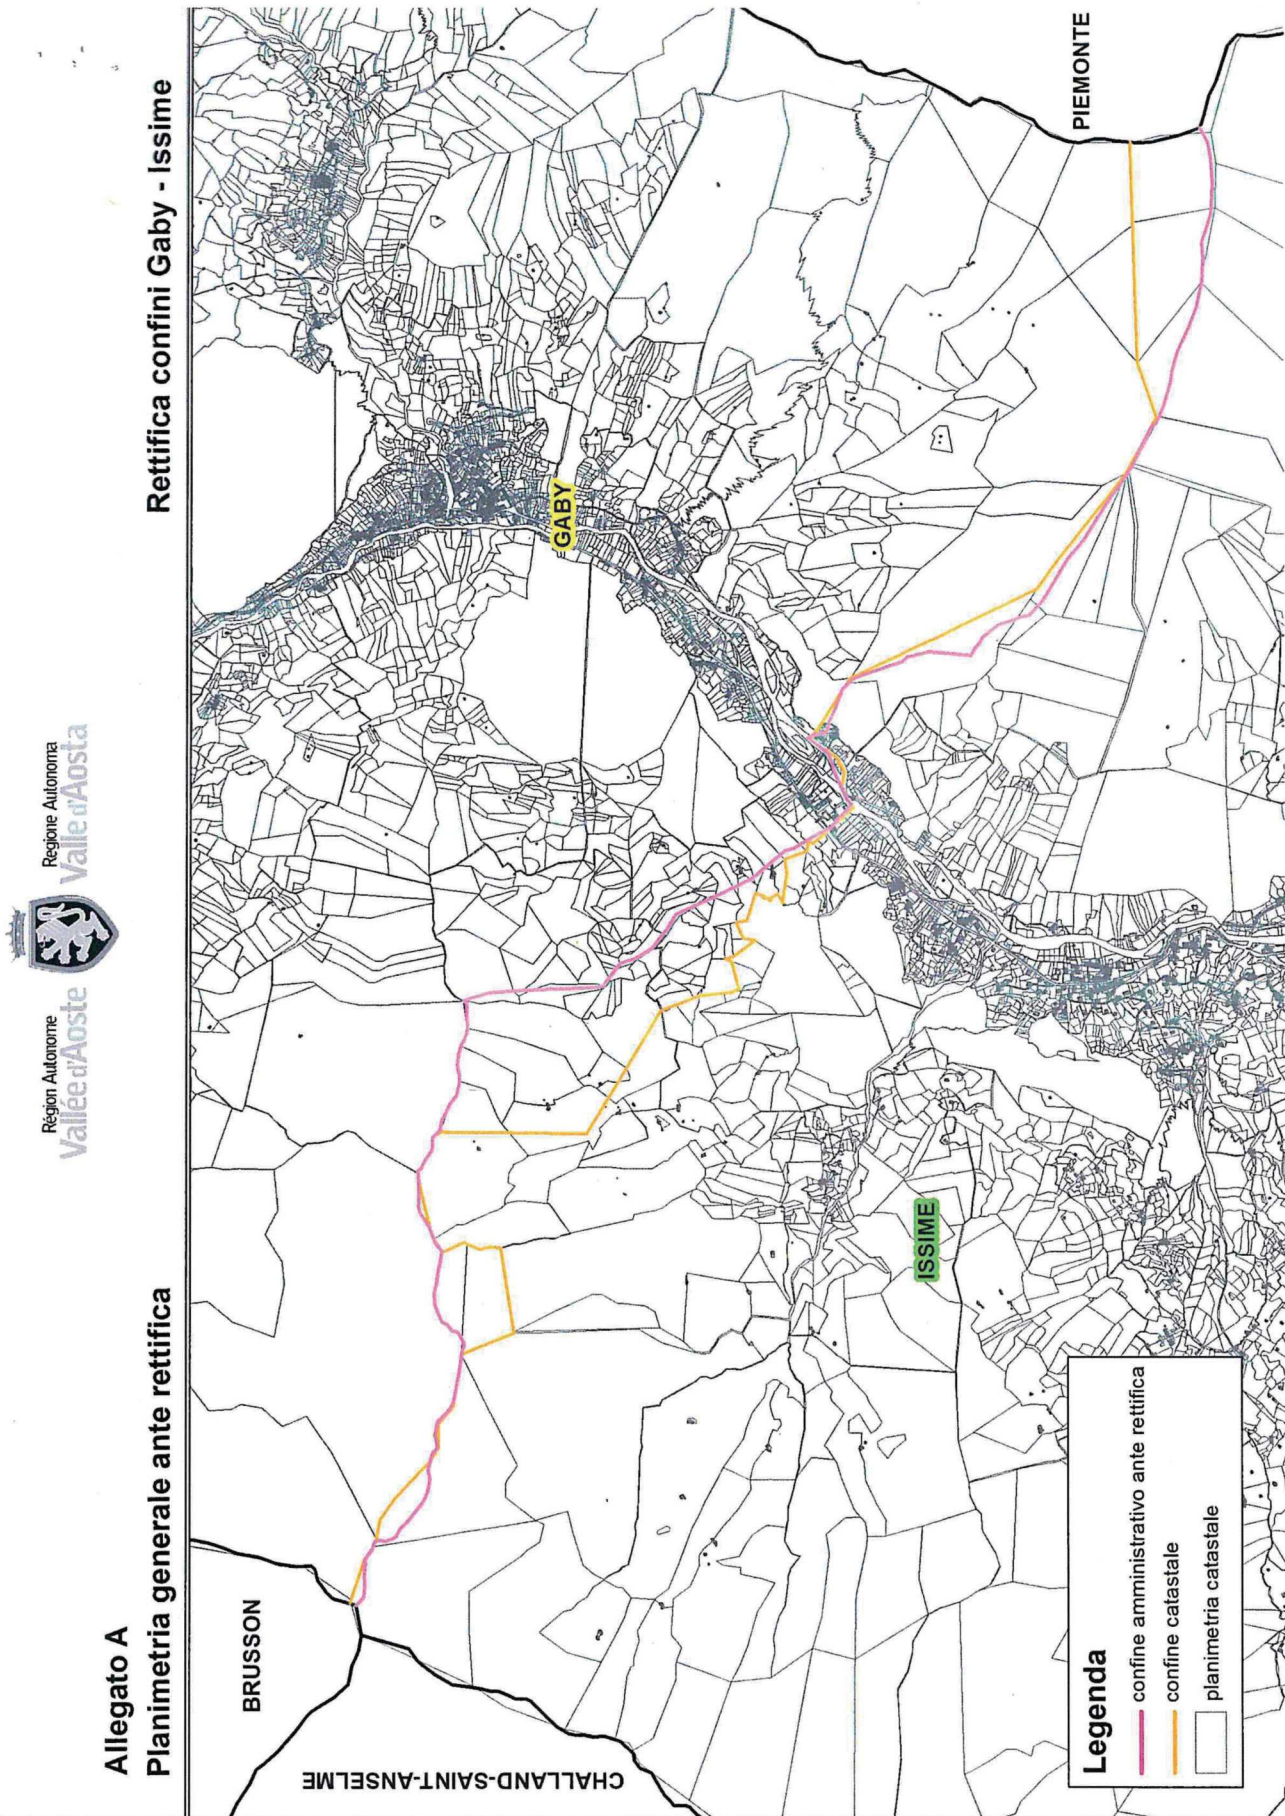 Région Autonome
Vallée d'Aoste
Regione Autonoma
Valle d'Aosta
Allegato A
Planimetria generale ante rettifica
Rettifica confini Gaby - Issime
BRUSSON
CHALLAND-SAINT-ANSELME
GABY
ISSIME
PIEMONTE
Legenda
confine amministrativo ante rettifica
confine catastale
planimetria catastale